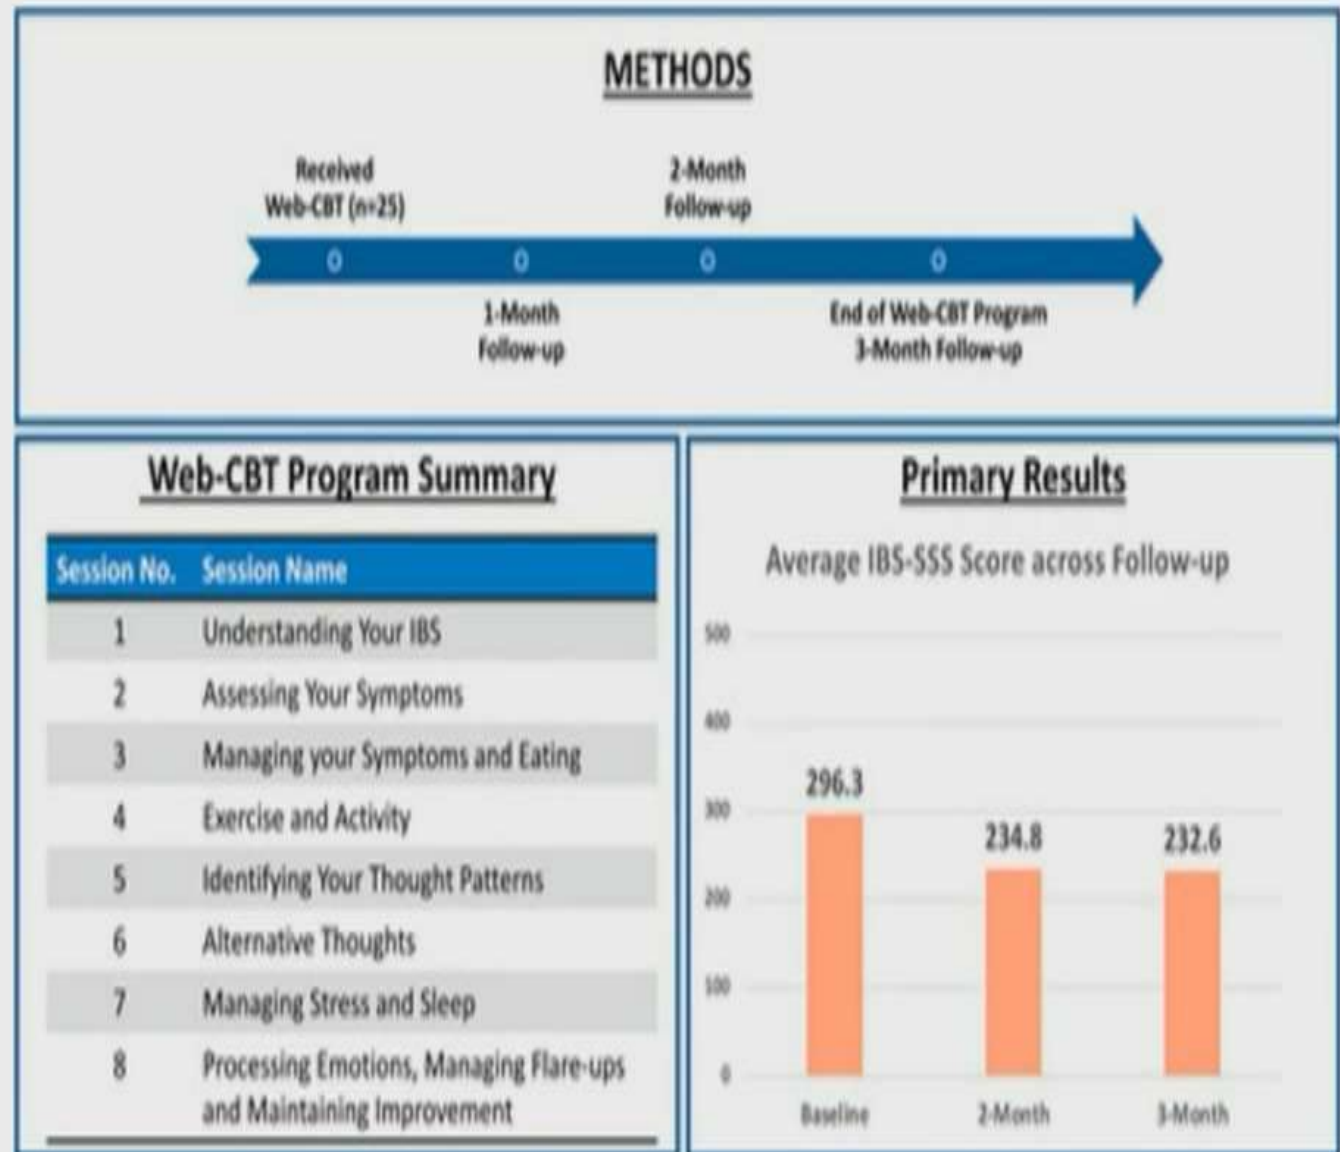 METHODS
Received
Web-CBT (n=25)
2-Month
Follow-up
1-Month
Follow-up
End of Web-CBT Program
3-Month Follow-up
Web-CBT Program Summary
Session No. Session Name
1 Understanding Your IBS
2 Assessing Your Symptoms
3 Managing your Symptoms and Eating
4 Exercise and Activity
5 Identifying Your Thought Patterns
6 Alternative Thoughts
7 Managing Stress and Sleep
8 Processing Emotions, Managing Flare-ups
and Maintaining Improvement
Primary Results
Average IBS-SSS Score across Follow-up
500
400
300
200
100
0
296.3
234.8
232.6
Baseline 2-Month 3-Month